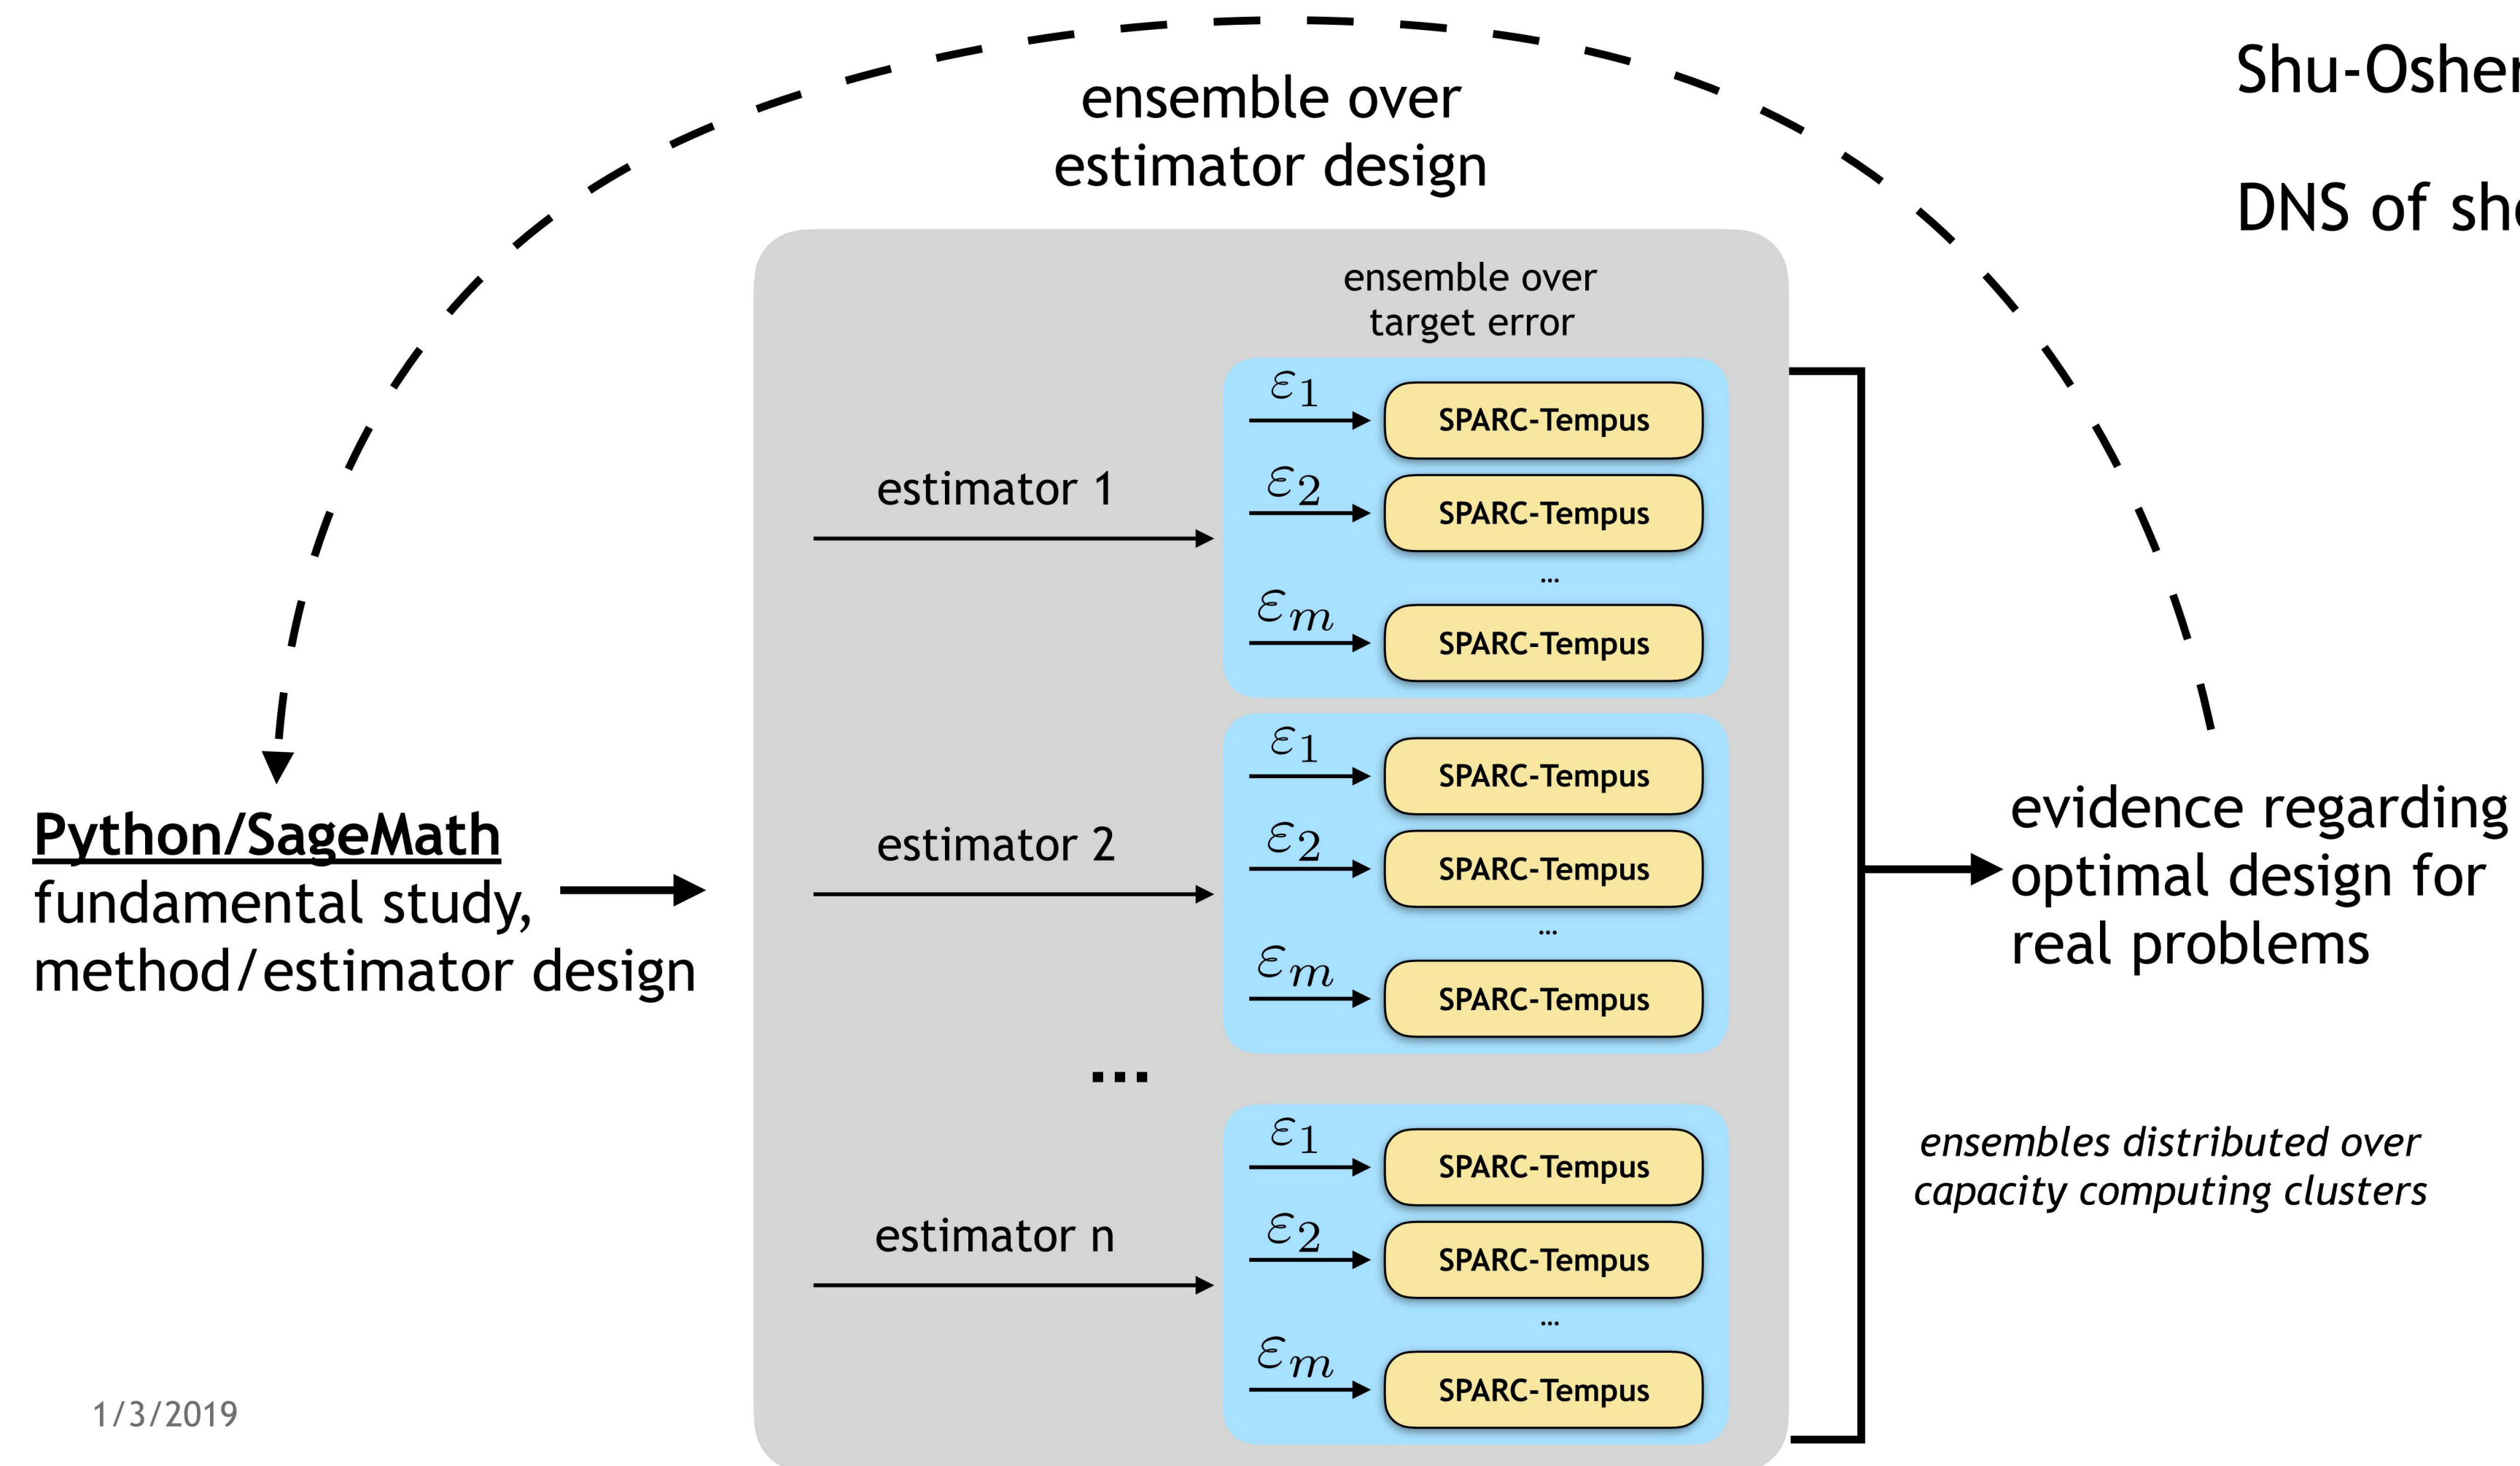 ensemble over
estimator design
Shu-Osher
DNS of
ensemble over
target error
estimator 1
ε1
SPARC-Tempus
ε2
SPARC-Tempus
...
εm
SPARC-Tempus
estimator 2
ε1
SPARC-Tempus
ε2
SPARC-Tempus
...
εm
SPARC-Tempus
...
estimator n
ε1
SPARC-Tempus
ε2
SPARC-Tempus
...
εm
SPARC-Tempus
Python/SageMath
fundamental study,
method/estimator design
evidence regarding
optimal design for
real problems
ensembles distributed over
capacity computing clusters
1/3/2019